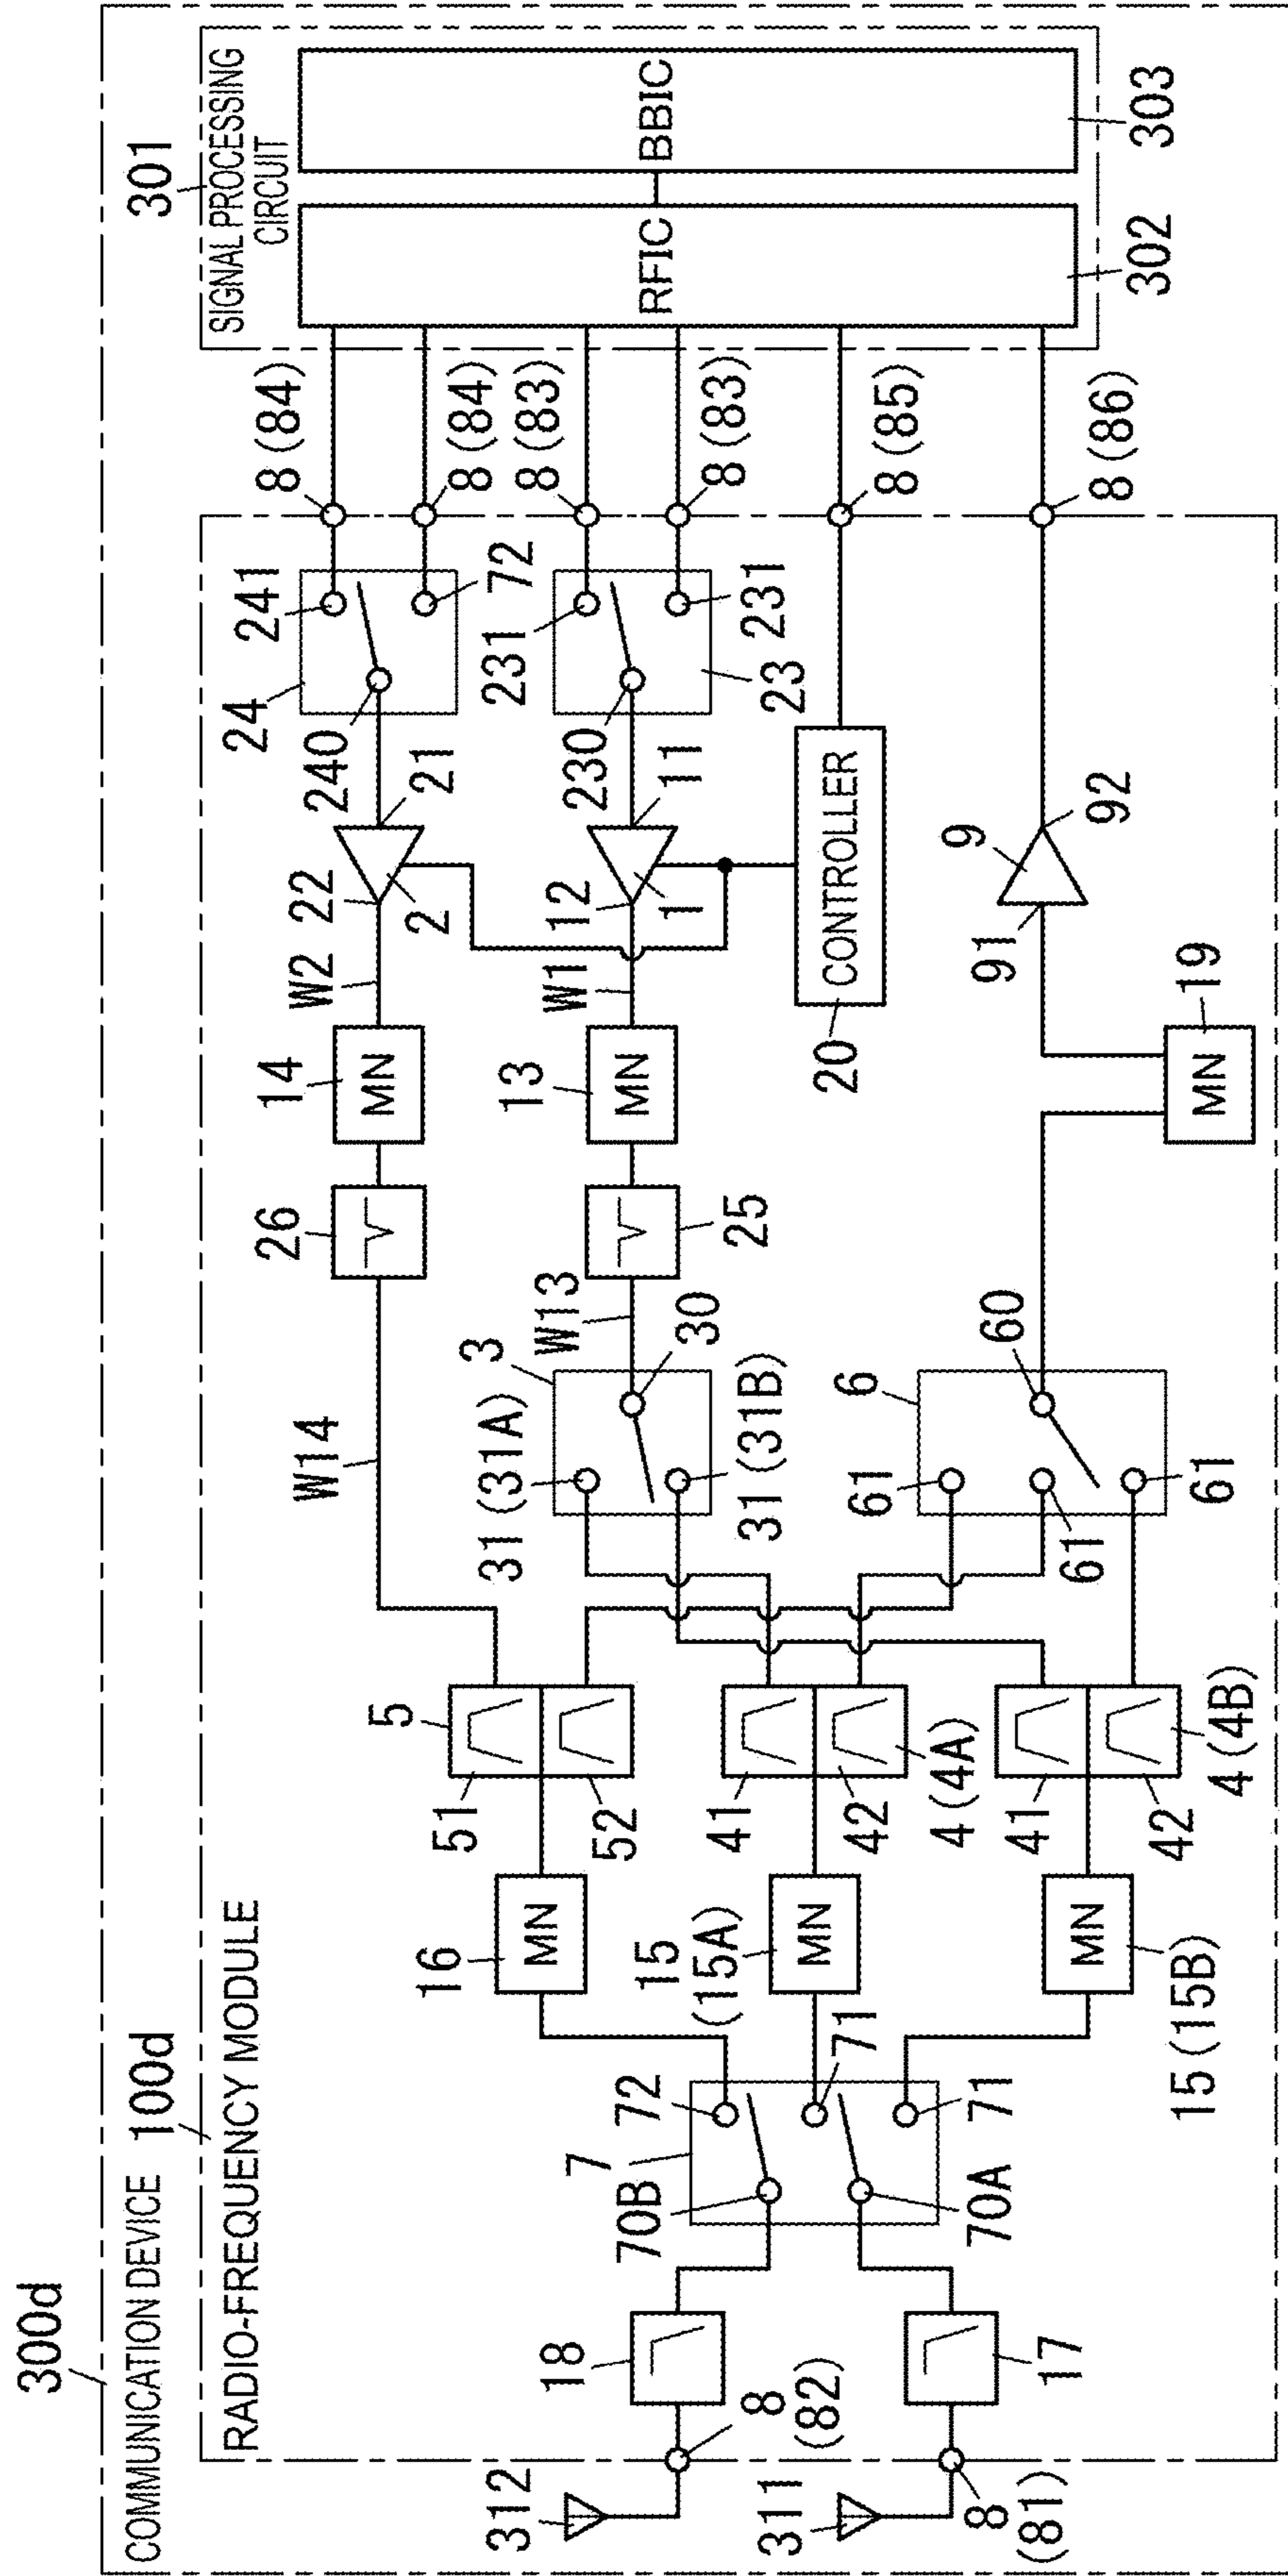 300d
COMMUNICATION DEVICE
100d
RADIO-FREQUENCY MODULE
301
SIGNAL PROCESSING
CIRCUIT
RFIC
BBIC
302
303
8 (84)
8 (84)
8 (83)
8 (83)
8 (85)
8 (86)
24
241
72
240
21
22
2
W2
14
MN
26
W14
231
231
23
230
11
12
1
W1
13
MN
25
W13
3
30
31 (31A)
31 (31B)
20
CONTROLLER
9
91
92
19
MN
6
60
61
61
61
5
51
52
41
42
4 (4A)
41
42
4 (4B)
16
MN
15
(15A)
MN
MN
15 (15B)
7
72
71
71
70B
70A
18
17
312
8
(82)
311
8
(81)